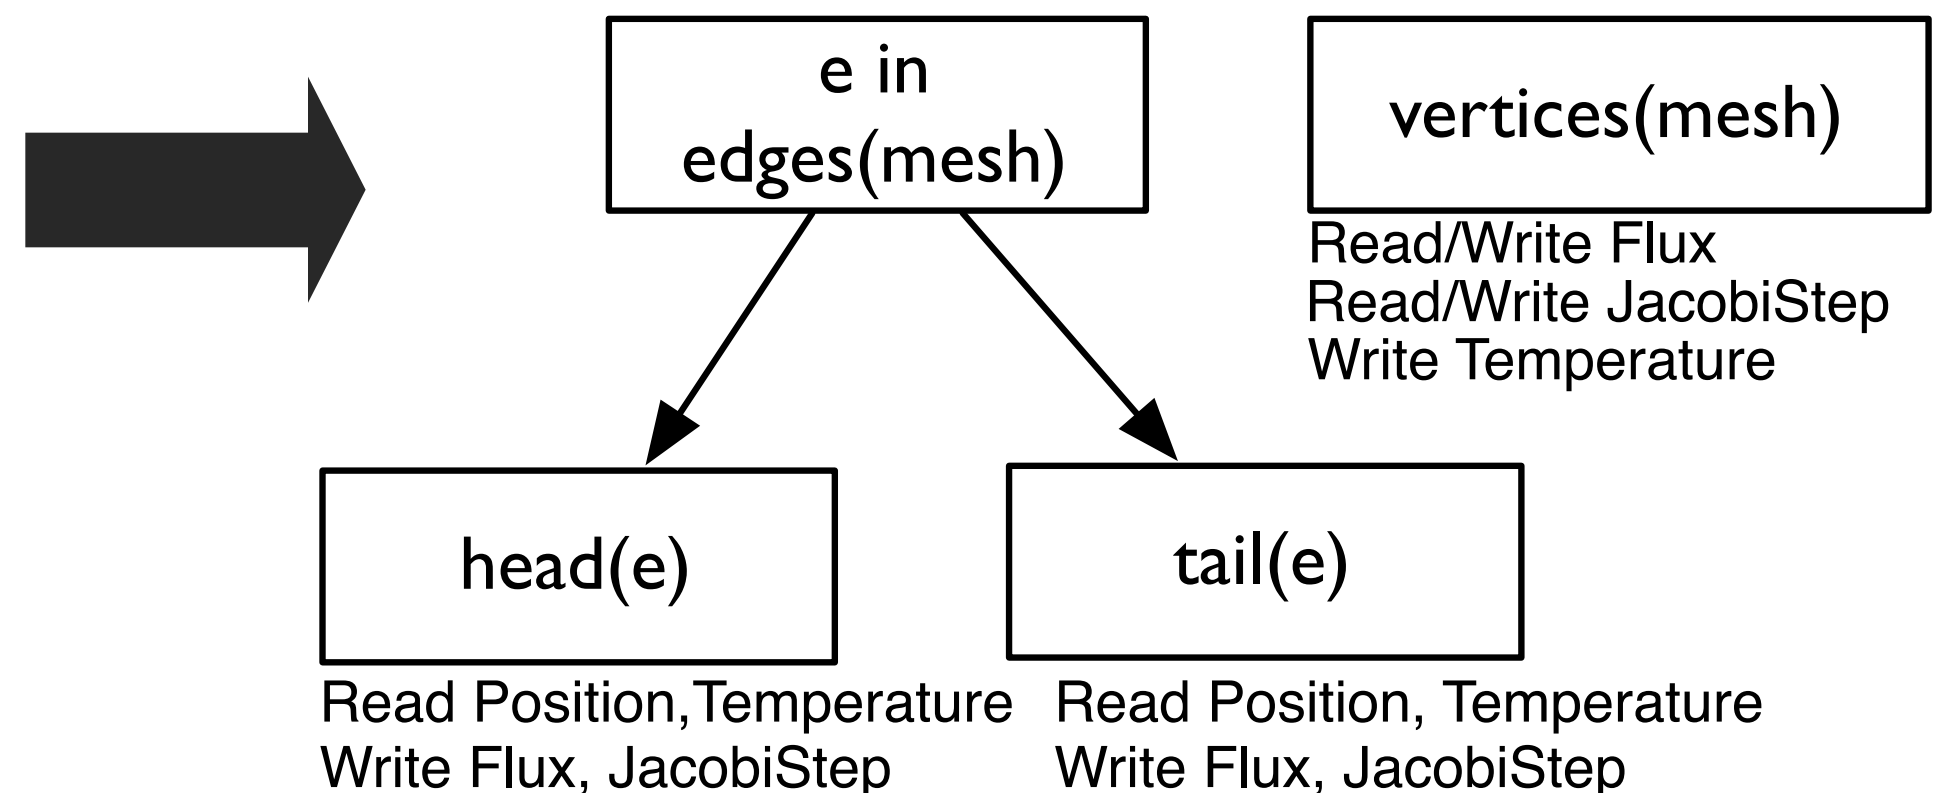 e in
edges(mesh)
vertices(mesh)
Read/Write Flux
Read/Write JacobiStep
Write Temperature
head(e)
Read Position,Temperature
Write Flux, JacobiStep
tail(e)
Read Position, Temperature
Write Flux, JacobiStep